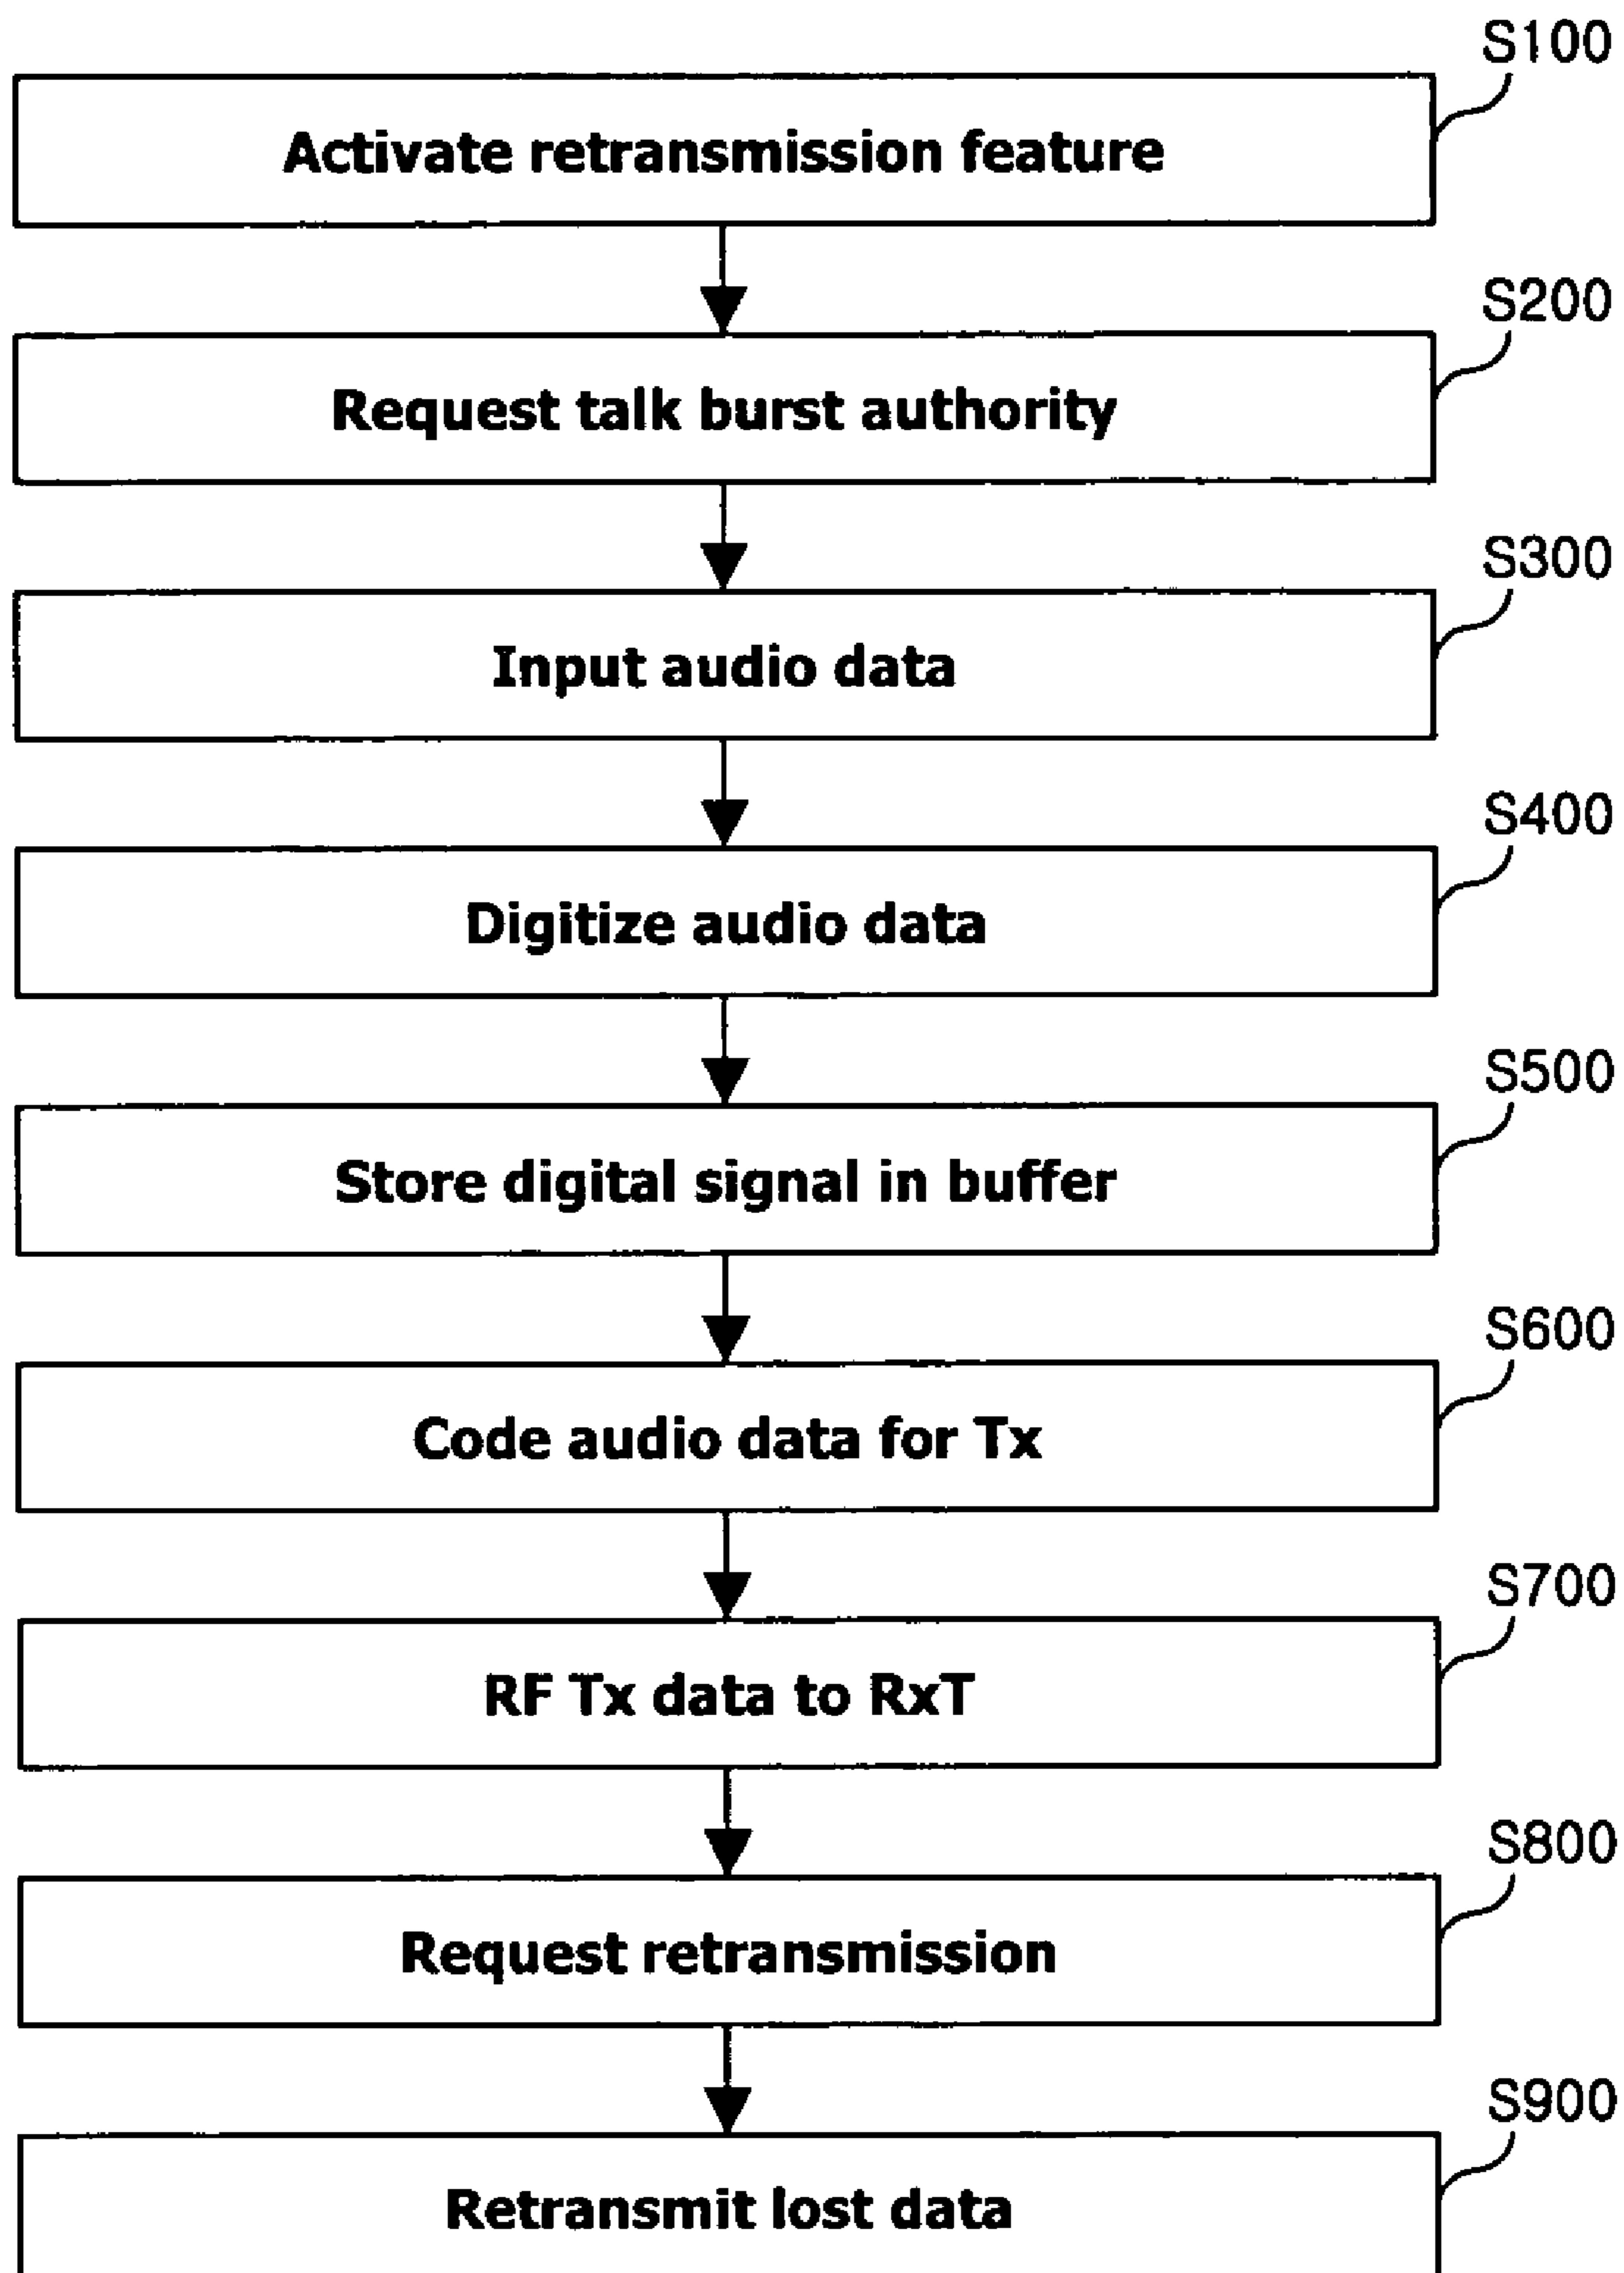 S100
Activate retransmission feature
S200
Request talk burst authority
S300
Input audio data
S400
Digitize audio data
S500
Store digital signal in buffer
S600
Code audio data for Tx
S700
RF Tx data to RxT
S800
Request retransmission
S900
Retransmit lost data